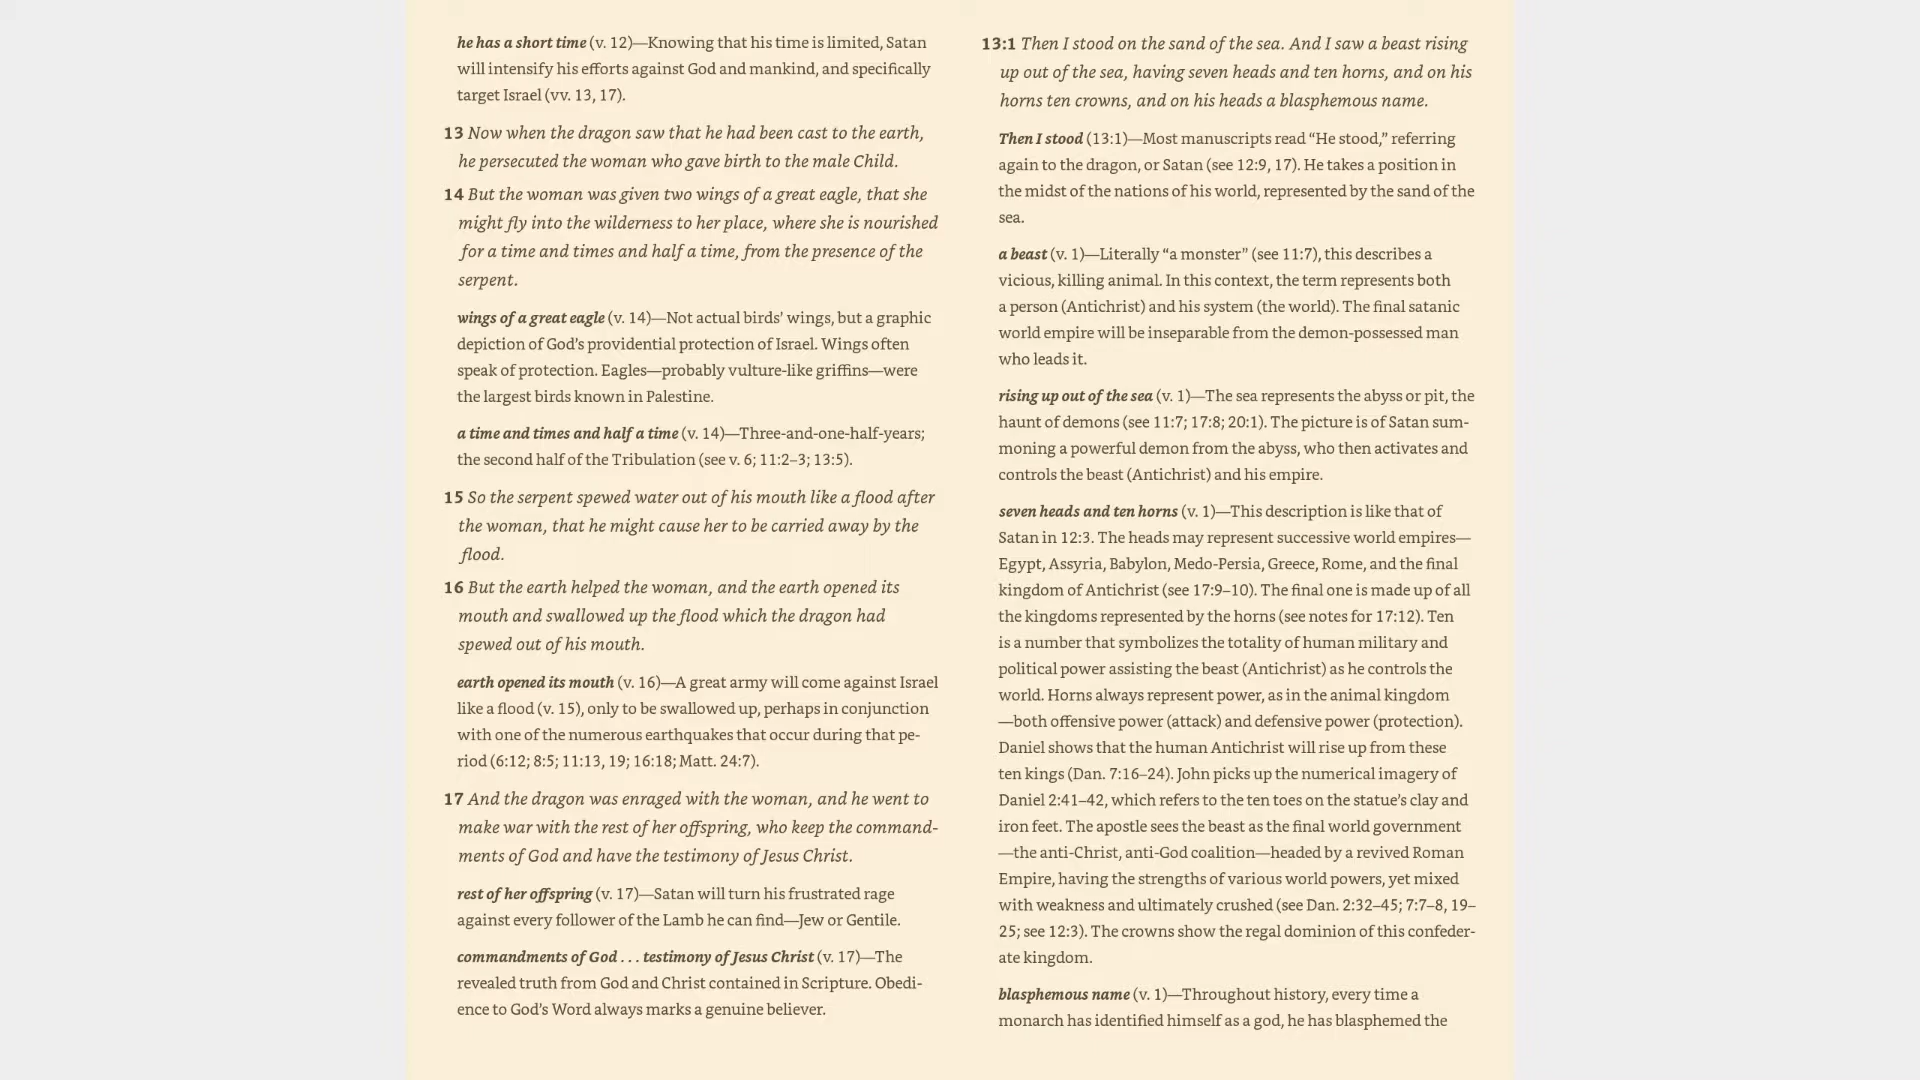 he has a short time (v. 12)—Knowing that his time is limited, Satan
will intensify his efforts against God and mankind, and specifically
target Israel (vv. 13, 17).
13 Now when the dragon saw that he had been cast to the earth,
he persecuted the woman who gave birth to the male Child.
14 But the woman was given two wings of a great eagle, that she
might fly into the wilderness to her place, where she is nourished
for a time and times and half a time, from the presence of the
serpent.
wings of a great eagle (v. 14)—Not actual birds’ wings, but a graphic
depiction of God’s providential protection of Israel. Wings often
speak of protection. Eagles—probably vulture-like griffins—were
the largest birds known in Palestine.
a time and times and half a time (v. 14)—Three-and-one-half-years;
the second half of the Tribulation (see v. 6; 11:2–3; 13:5).
15 So the serpent spewed water out of his mouth like a flood after
the woman, that he might cause her to be carried away by the
flood.
16 But the earth helped the woman, and the earth opened its
mouth and swallowed up the flood which the dragon had
spewed out of his mouth.
earth opened its mouth (v. 16)—A great army will come against Israel
like a flood (v. 15), only to be swallowed up, perhaps in conjunction
with one of the numerous earthquakes that occur during that pe-
riod (6:12; 8:5; 11:13, 19; 16:18; Matt. 24:7).
17 And the dragon was enraged with the woman, and he went to
make war with the rest of her offspring, who keep the command-
ments of God and have the testimony of Jesus Christ.
rest of her offspring (v. 17)—Satan will turn his frustrated rage
against every follower of the Lamb he can find—Jew or Gentile.
commandments of God . . . testimony of Jesus Christ (v. 17)—The
revealed truth from God and Christ contained in Scripture. Obedi-
ence to God’s Word always marks a genuine believer.
13:1 Then I stood on the sand of the sea. And I saw a beast rising
up out of the sea, having seven heads and ten horns, and on his
horns ten crowns, and on his heads a blasphemous name.
Then I stood (13:1)—Most manuscripts read “He stood,” referring
again to the dragon, or Satan (see 12:9, 17). He takes a position in
the midst of the nations of his world, represented by the sand of the
sea.
a beast (v. 1)—Literally “a monster” (see 11:7), this describes a
vicious, killing animal. In this context, the term represents both
a person (Antichrist) and his system (the world). The final satanic
world empire will be inseparable from the demon-possessed man
who leads it.
rising up out of the sea (v. 1)—The sea represents the abyss or pit, the
haunt of demons (see 11:7; 17:8; 20:1). The picture is of Satan sum-
moning a powerful demon from the abyss, who then activates and
controls the beast (Antichrist) and his empire.
seven heads and ten horns (v. 1)—This description is like that of
Satan in 12:3. The heads may represent successive world empires—
Egypt, Assyria, Babylon, Medo-Persia, Greece, Rome, and the final
kingdom of Antichrist (see 17:9–10). The final one is made up of all
the kingdoms represented by the horns (see notes for 17:12). Ten
is a number that symbolizes the totality of human military and
political power assisting the beast (Antichrist) as he controls the
world. Horns always represent power, as in the animal kingdom
—both offensive power (attack) and defensive power (protection).
Daniel shows that the human Antichrist will rise up from these
ten kings (Dan. 7:16–24). John picks up the numerical imagery of
Daniel 2:41–42, which refers to the ten toes on the statue’s clay and
iron feet. The apostle sees the beast as the final world government
—the anti-Christ, anti-God coalition—headed by a revived Roman
Empire, having the strengths of various world powers, yet mixed
with weakness and ultimately crushed (see Dan. 2:32–45; 7:7–8, 19–
25; see 12:3). The crowns show the regal dominion of this confeder-
ate kingdom.
blasphemous name (v. 1)—Throughout history, every time a
monarch has identified himself as a god, he has blasphemed the